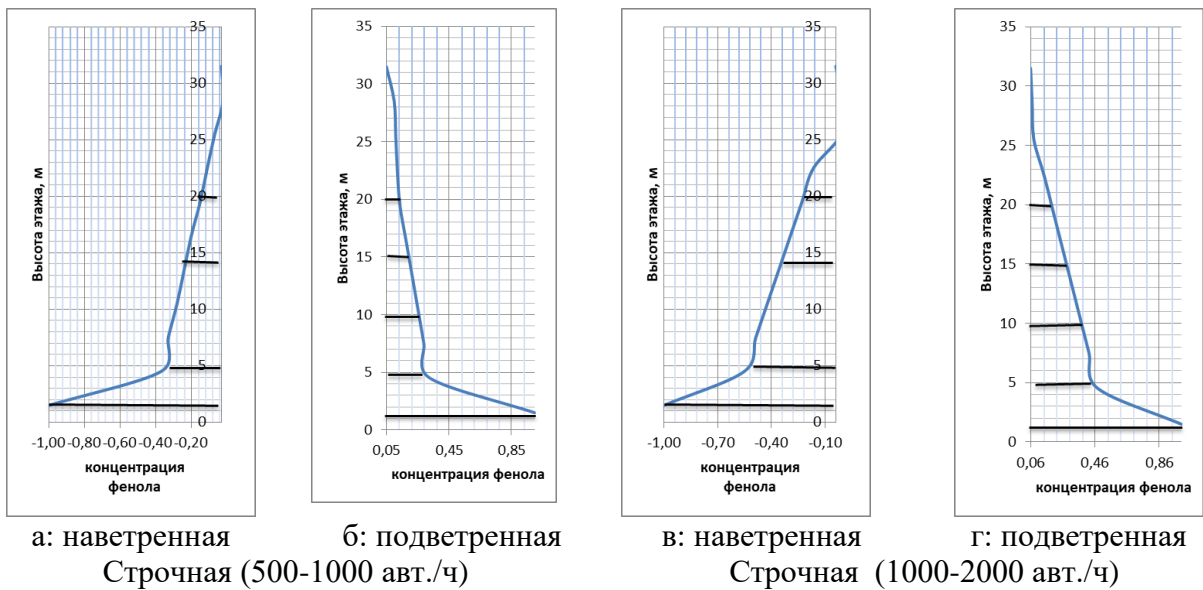 35
30
25
20
15
10
5
0
-1,00 -0,80 -0,60 -0,40 -0,20
Высота этажа, м
концентрация
фенола
35
30
25
20
15
10
5
0
0,05 0,45 0,85
Высота этажа, м
концентрация фенола
35
30
25
20
15
10
5
0
-1,00 -0,70 -0,40 -0,10
Высота этажа, м
концентрация
фенола
35
30
25
20
15
10
5
0
0,06 0,46 0,86
Высота этажа, м
концентрация фенола
а: наветренная б: подветренная в: наветренная г: подветренная
Строчная (500-1000 авт./ч) Строчная (1000-2000 авт./ч)